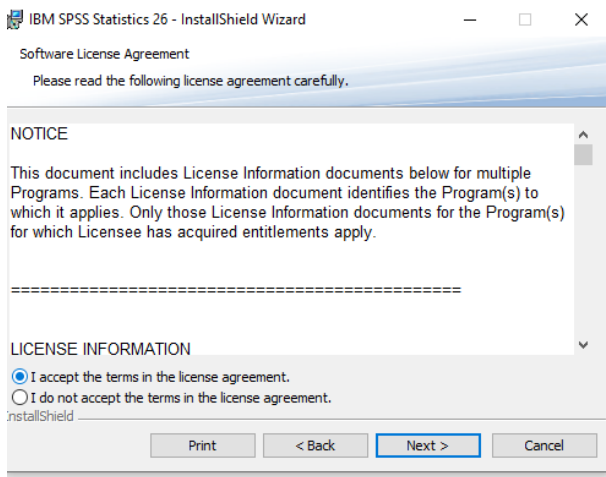 IBM SPSS Statistics 26 - InstallShield Wizard
Software License Agreement
Please read the following license agreement carefully.
NOTICE
This document includes License Information documents below for multiple
Programs. Each License Information document identifies the Program(s) to
which it applies. Only those License Information documents for the Program(s)
for which Licensee has acquired entitlements apply.
==============================================
LICENSE INFORMATION
I accept the terms in the license agreement.
I do not accept the terms in the license agreement.
InstallShield
Print < Back Next > Cancel